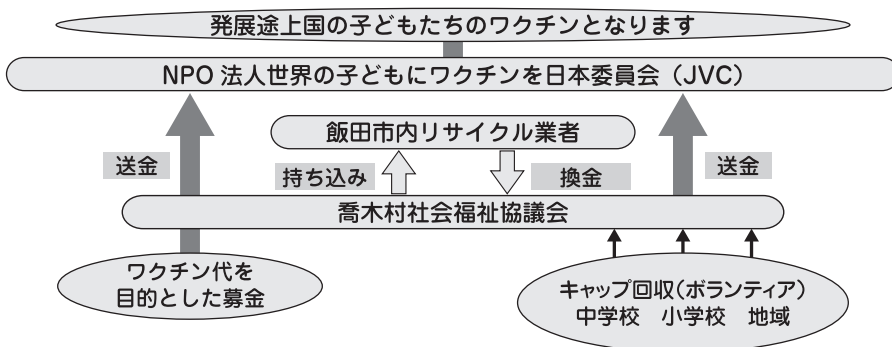 発展途上国の子どもたちのワクチンとなります
NPO 法人世界の子どもにワクチンを日本委員会（JVC）
飯田市内リサイクル業者
送金
持ち込み
換金
送金
喬木村社会福祉協議会
ワクチン代を
目的とした募金
キャップ回収（ボランティア）
中学校　小学校　地域